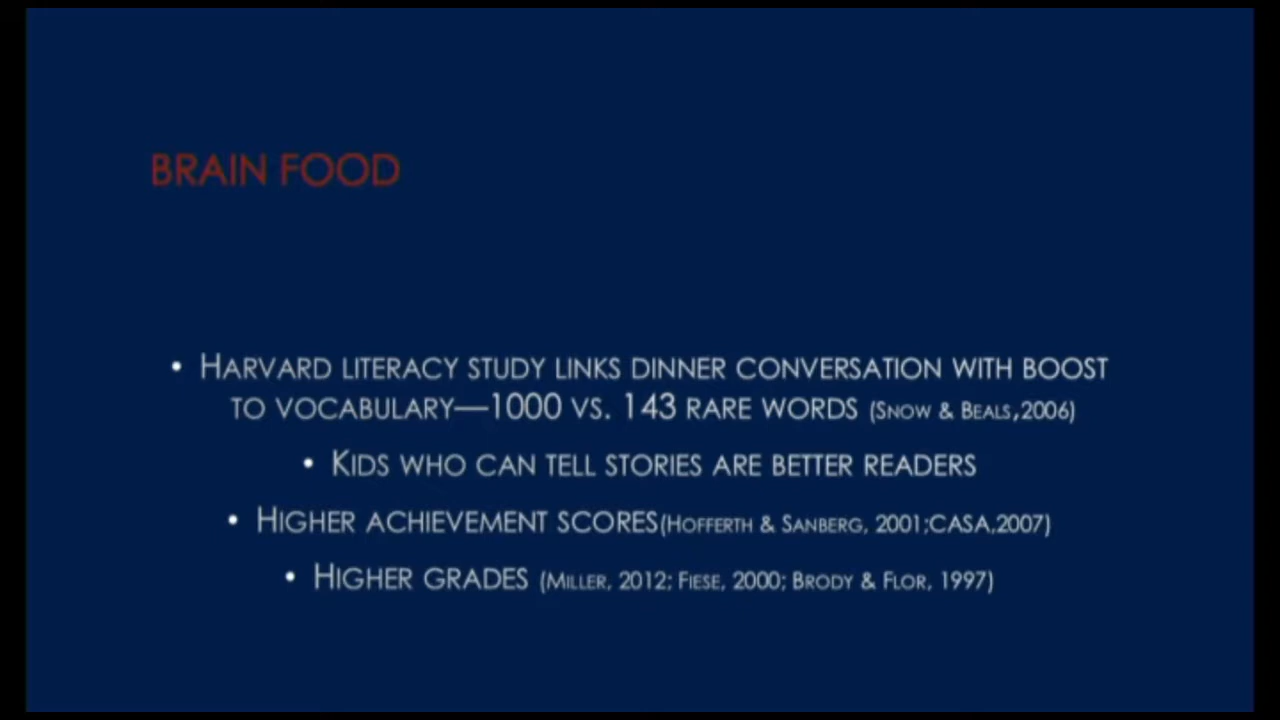 BRAIN FOOD
• HARVARD LITERACY STUDY LINKS DINNER CONVERSATION WITH BOOST
TO VOCABULARY—1000 VS. 143 RARE WORDS (SNOW & BEALS,2006)
• KIDS WHO CAN TELL STORIES ARE BETTER READERS
• HIGHER ACHIEVEMENT SCORES(HOFFERTH & SANBERG, 2001;CASA,2007)
• HIGHER GRADES (MILLER, 2012; FIESE, 2000; BRODY & FLOR, 1997)